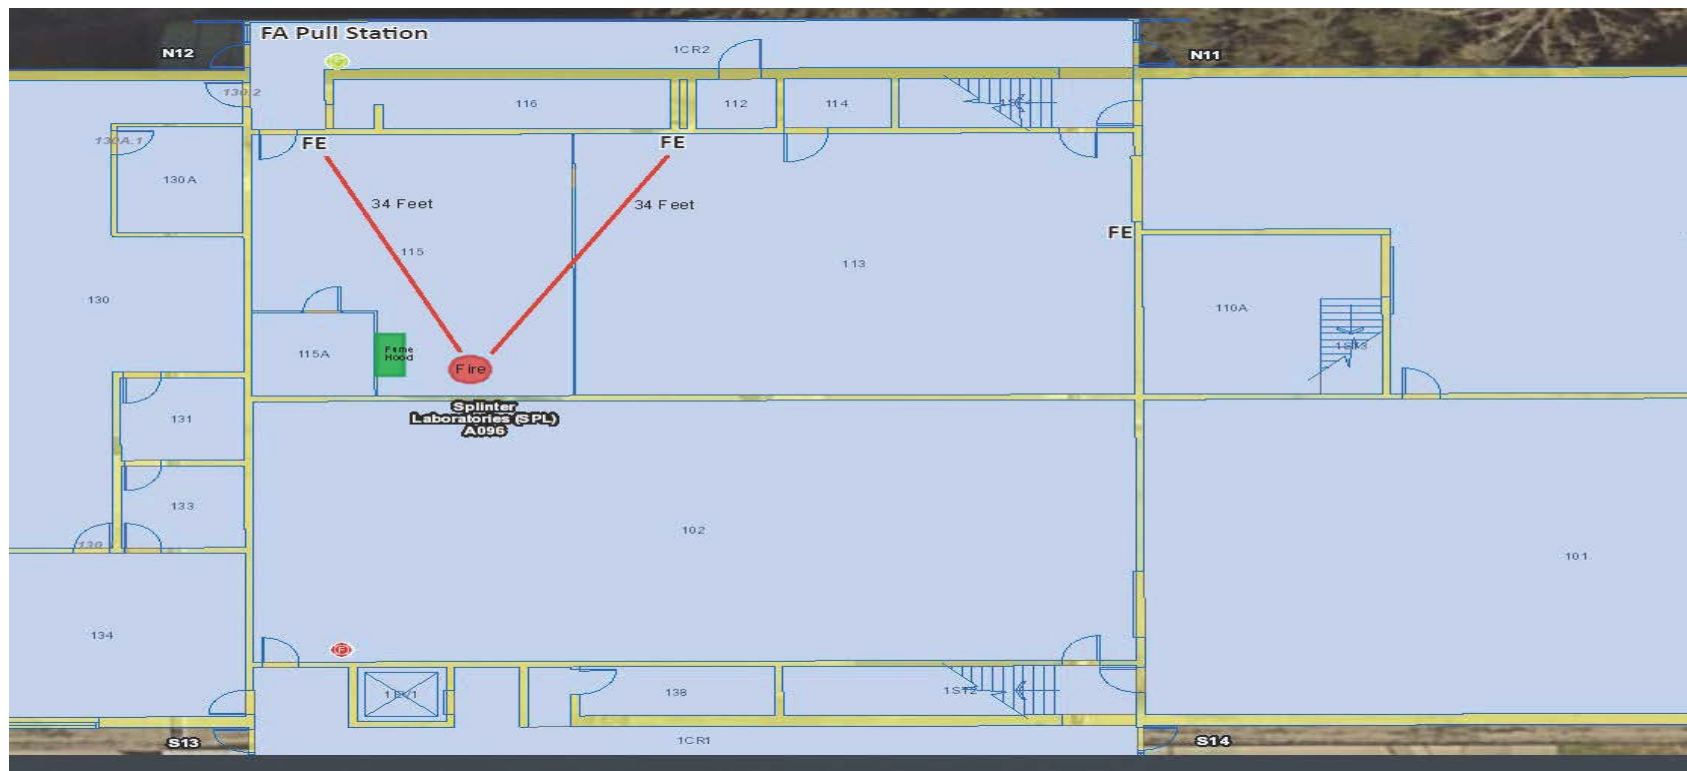 FA Pull Station
N12
1CR2
N11
130.2
116
112
114
130A.1
FE
FE
130A
34 Feet
34 Feet
FE
115
113
130
110A
115A
Fume
Hood
Fire
Splinter
Laboratories (SPL)
A096
131
133
102
130
101
134
138
1ST2
S13
1CR1
S14